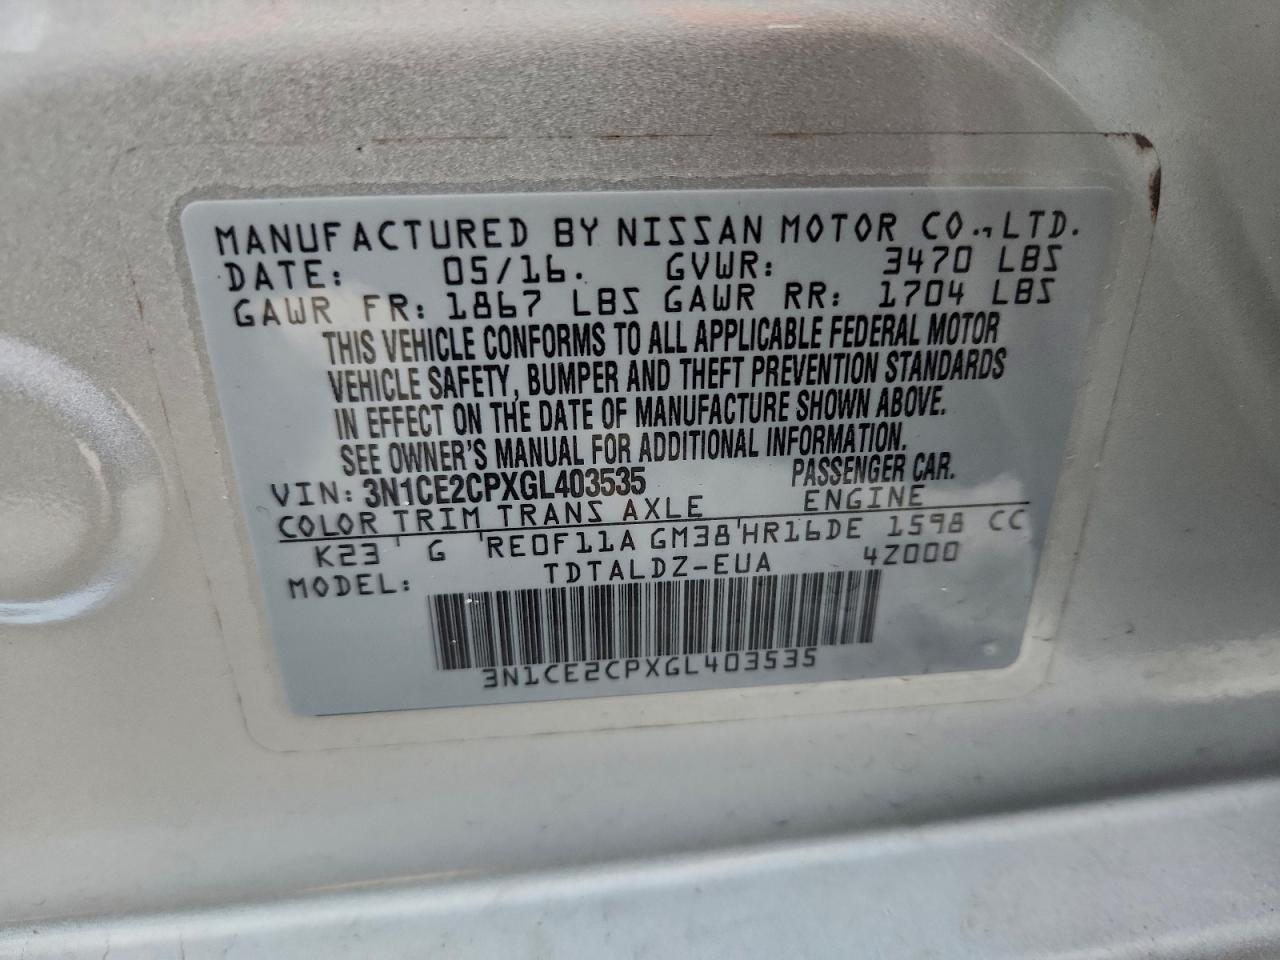 MANUFACTURED BY NISSAN MOTOR CO.,LTD.
DATE: 05/16. GVWR: 3470 LBS
GAWR FR: 1867 LBS GAWR RR: 1704 LBS
THIS VEHICLE CONFORMS TO ALL APPLICABLE FEDERAL MOTOR
VEHICLE SAFETY, BUMPER AND THEFT PREVENTION STANDARDS
IN EFFECT ON THE DATE OF MANUFACTURE SHOWN ABOVE.
SEE OWNER'S MANUAL FOR ADDITIONAL INFORMATION.
VIN: 3N1CE2CPXGL403535 PASSENGER CAR.
COLOR TRIM TRANS AXLE ENGINE
K23 G RE0F11A GM38 HR16DE 1598 CC
MODEL: TDTALDZ-EUA 4Z000
3N1CE2CPXGL403535